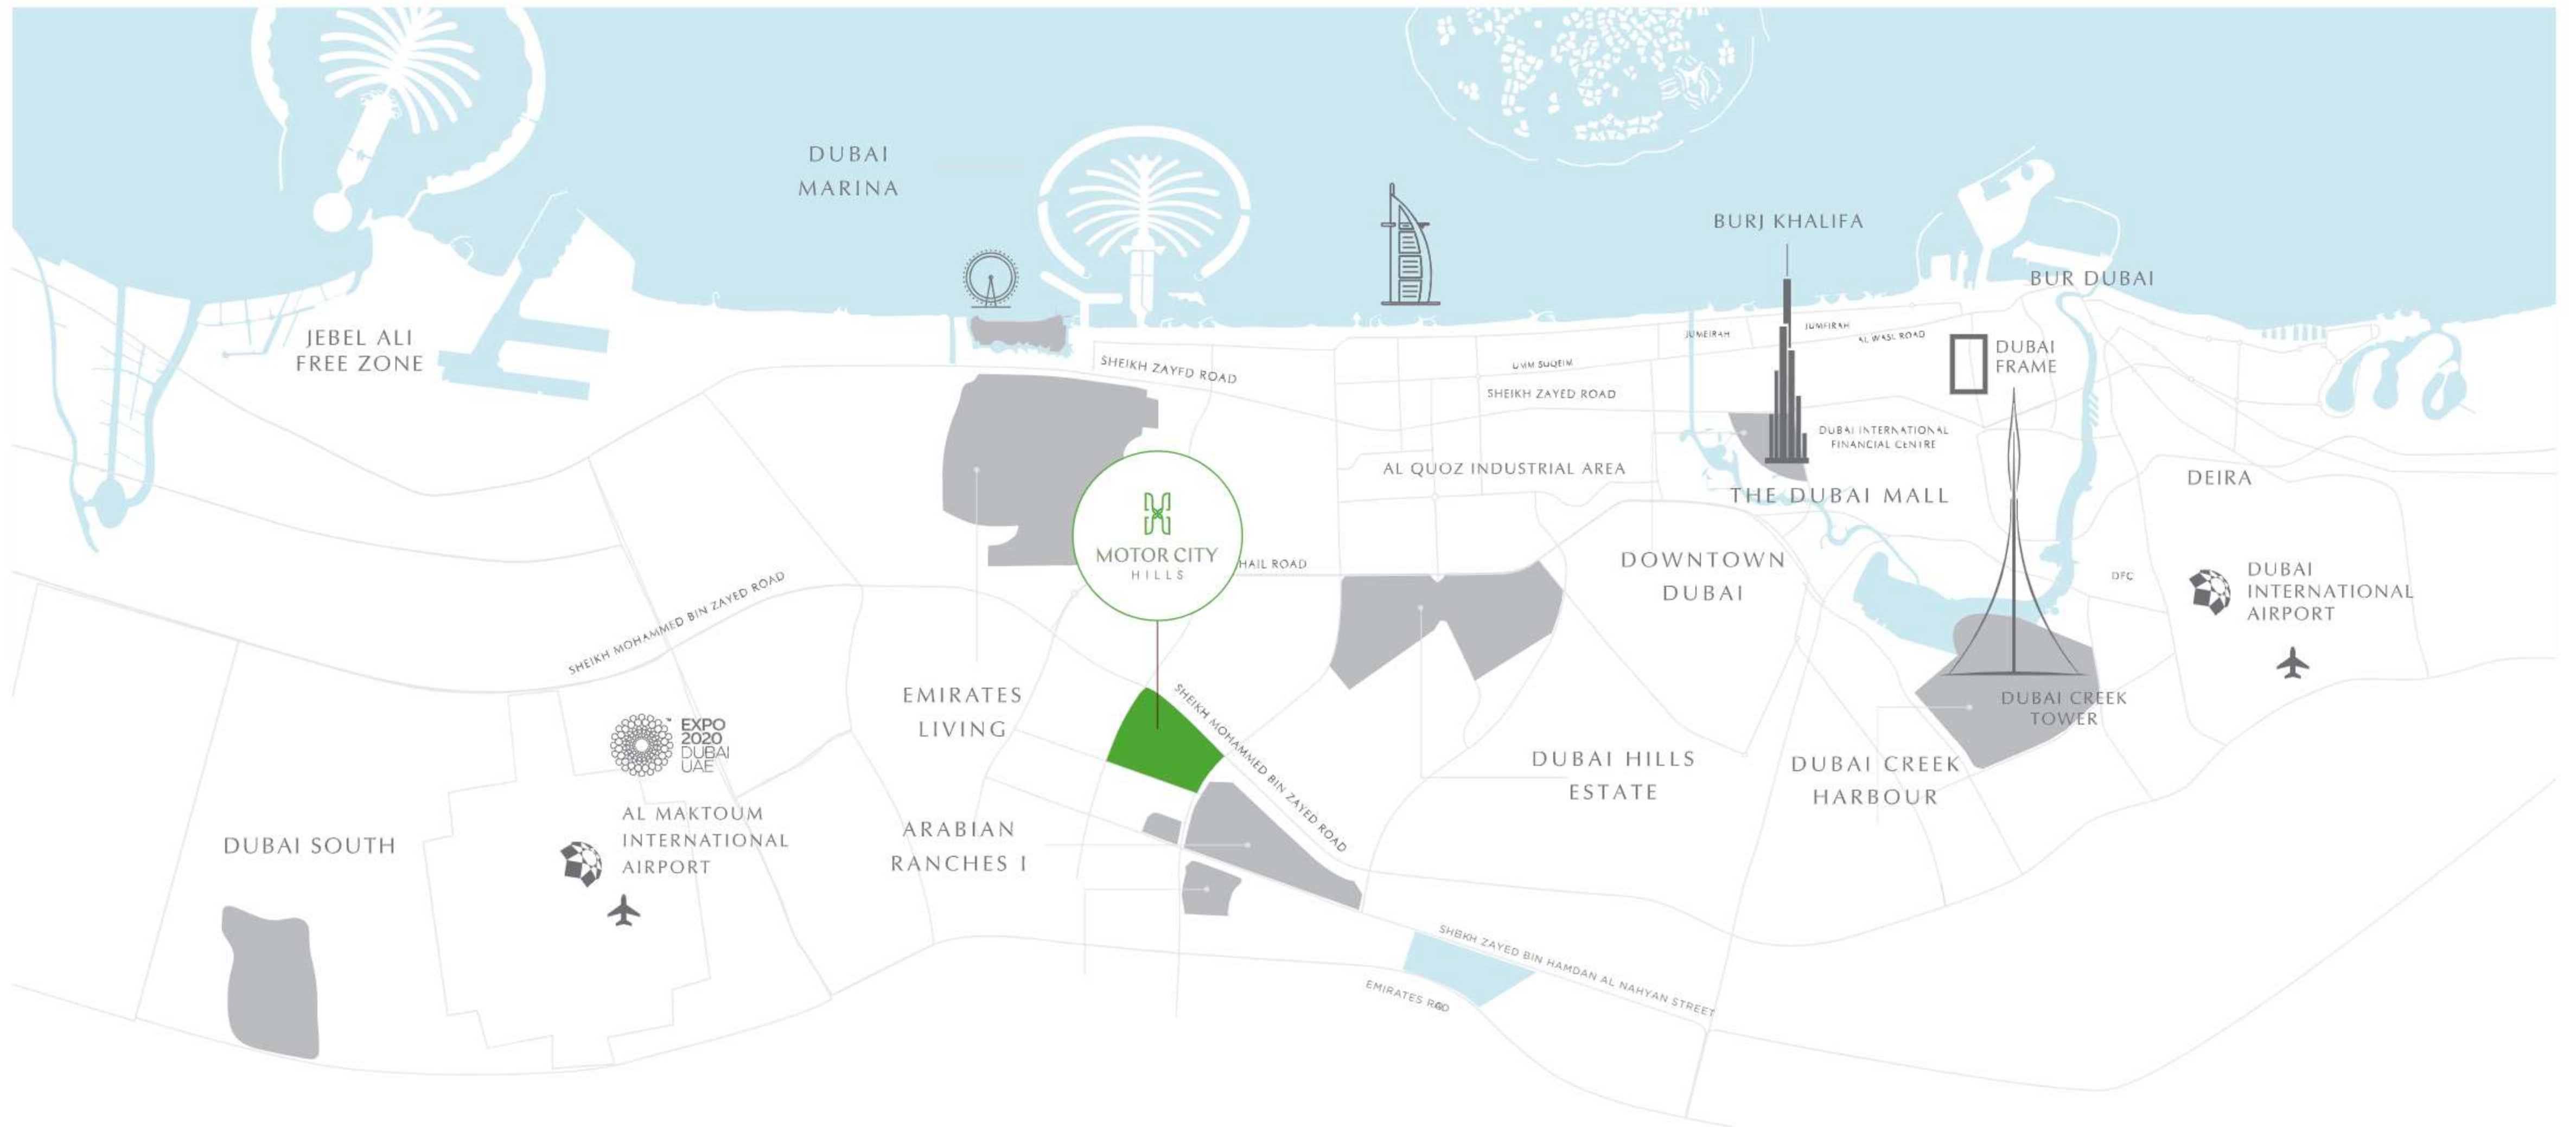 DUBAI
MARINA
BURJ KHALIFA
BUR DUBAI
JEBEL ALI
FREE ZONE
SHEIKH ZAYED ROAD
UMM SUQEIM
JUMEIRAH
JUMEIRAH
AL WASL ROAD
DUBAI
FRAME
SHEIKH ZAYED ROAD
DUBAI INTERNATIONAL
FINANCIAL CENTRE
AL QUOZ INDUSTRIAL AREA
THE DUBAI MALL
DEIRA
MOTOR CITY
HILLS
HAIL ROAD
DOWNTOWN
DUBAI
DFC
DUBAI
INTERNATIONAL
AIRPORT
SHEIKH MOHAMMED BIN ZAYED ROAD
EMIRATES
LIVING
SHEIKH MOHAMMED BIN ZAYED ROAD
DUBAI CREEK
TOWER
EXPO
2020
DUBAI
UAE
DUBAI HILLS
ESTATE
DUBAI CREEK
HARBOUR
AL MAKTOUM
INTERNATIONAL
AIRPORT
DUBAI SOUTH
ARABIAN
RANCHES I
SHEIKH ZAYED BIN HAMDAN AL NAHYAN STREET
EMIRATES